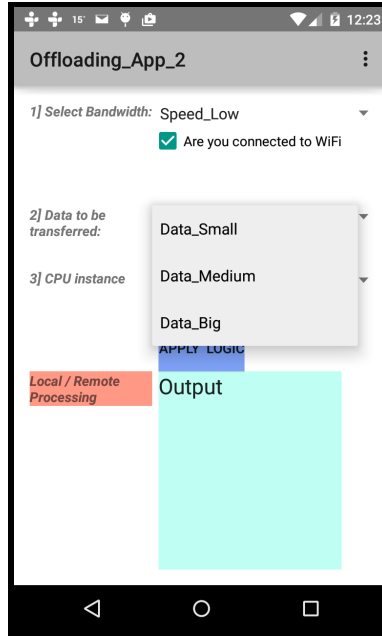 15°
12:23
Offloading_App_2
1] Select Bandwidth:
Speed_Low
Are you connected to WiFi
2] Data to be
transferred:
Data_Small
Data_Medium
3] CPU instance
Data_Big
APPLY LOGIC
Local / Remote
Processing
Output